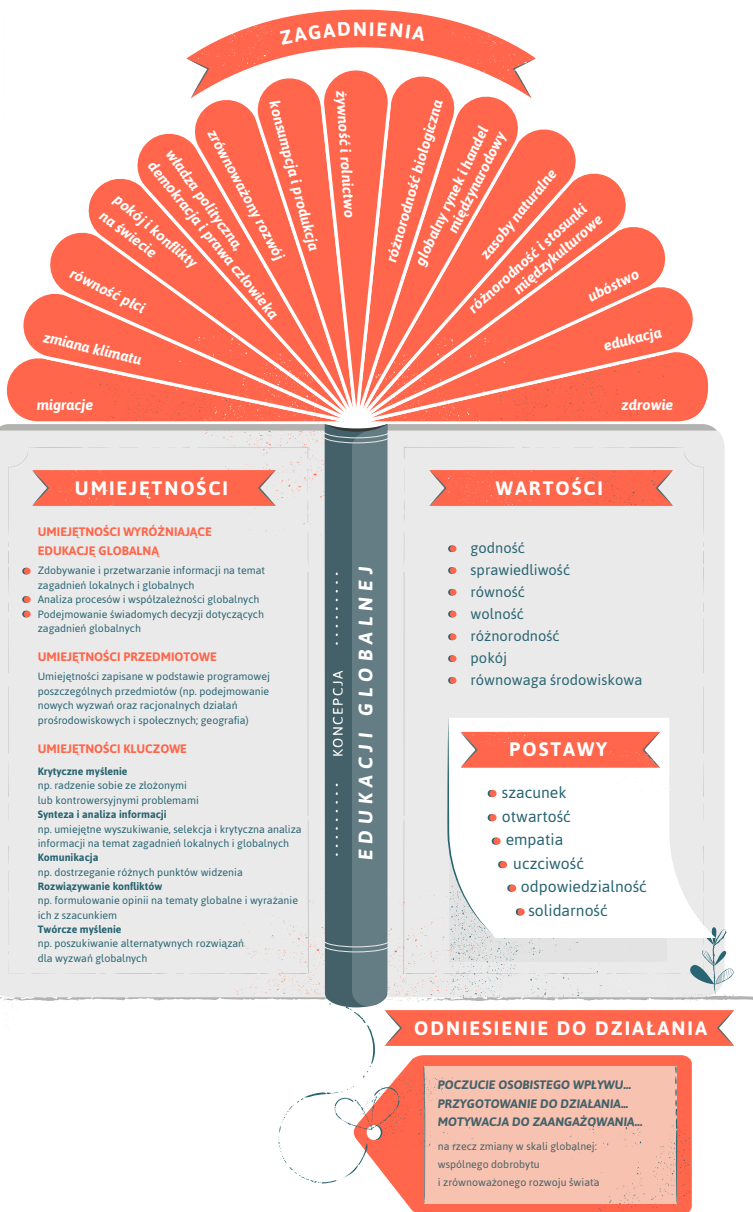 ZAGADNIENIA
migracje
zmiana klimatu
równość płci
pokój i konflikty
na świecie
władza polityczna,
demokracja i prawa człowieka
zrównoważony rozwój
konsumpcja i produkcja
żywność i rolnictwo
różnorodność biologiczna
globalny rynek i handel
międzynarodowy
zasoby naturalne
różnorodność i stosunki
międzykulturowe
ubóstwo
edukacja
zdrowie
UMIEJĘTNOŚCI
UMIEJĘTNOŚCI WYRÓŻNIAJĄCE
EDUKACJĘ GLOBALNĄ
Zdobywanie i przetwarzanie informacji na temat
zagadnień lokalnych i globalnych
Analiza procesów i współzależności globalnych
Podejmowanie świadomych decyzji dotyczących
zagadnień globalnych
UMIEJĘTNOŚCI PRZEDMIOTOWE
Umiejętności zapisane w podstawie programowej
poszczególnych przedmiotów (np. podejmowanie
nowych wyzwań oraz racjonalnych działań
prośrodowiskowych i społecznych; geografia)
UMIEJĘTNOŚCI KLUCZOWE
Krytyczne myślenie
np. radzenie sobie ze złożonymi
lub kontrowersyjnymi problemami
Synteza i analiza informacji
np. umiejętne wyszukiwanie, selekcja i krytyczna analiza
informacji na temat zagadnień lokalnych i globalnych
Komunikacja
np. dostrzeganie różnych punktów widzenia
Rozwiązywanie konfliktów
np. formułowanie opinii na tematy globalne i wyrażanie
ich z szacunkiem
Twórcze myślenie
np. poszukiwanie alternatywnych rozwiązań
dla wyzwań globalnych
KONCEPCJA
EDUKACJI GLOBALNEJ
WARTOŚCI
godność
sprawiedliwość
równość
wolność
różnorodność
pokój
równowaga środowiskowa
POSTAWY
szacunek
otwartość
empatia
uczciwość
odpowiedzialność
solidarność
ODNIESIENIE DO DZIAŁANIA
POCZUCIE OSOBISTEGO WPŁYWU...
PRZYGOTOWANIE DO DZIAŁANIA...
MOTYWACJA DO ZAANGAŻOWANIA...
na rzecz zmiany w skali globalnej:
wspólnego dobrobytu
i zrównoważonego rozwoju świata